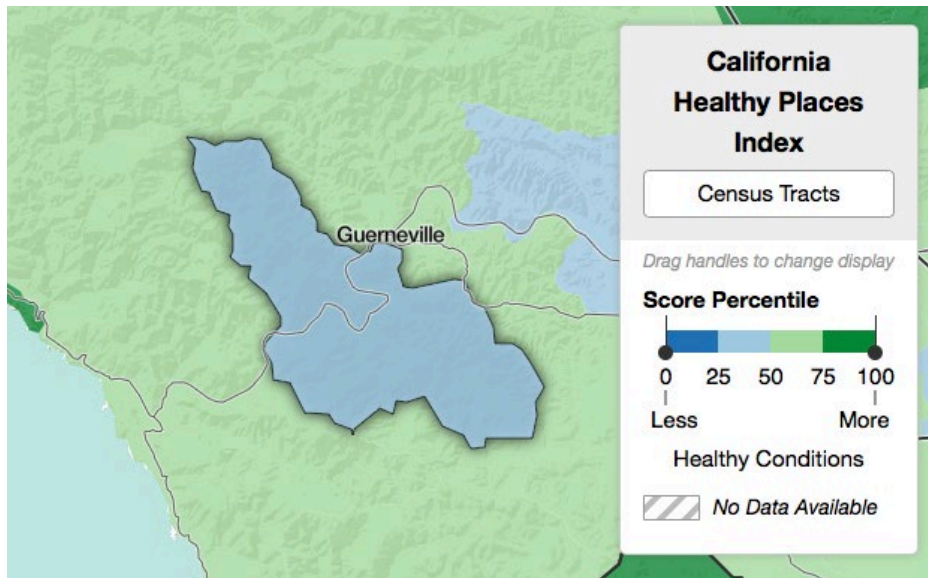 Guerneville
California
Healthy Places
Index
Census Tracts
Drag handles to change display
Score Percentile
0 25 50 75 100
Less More
Healthy Conditions
No Data Available